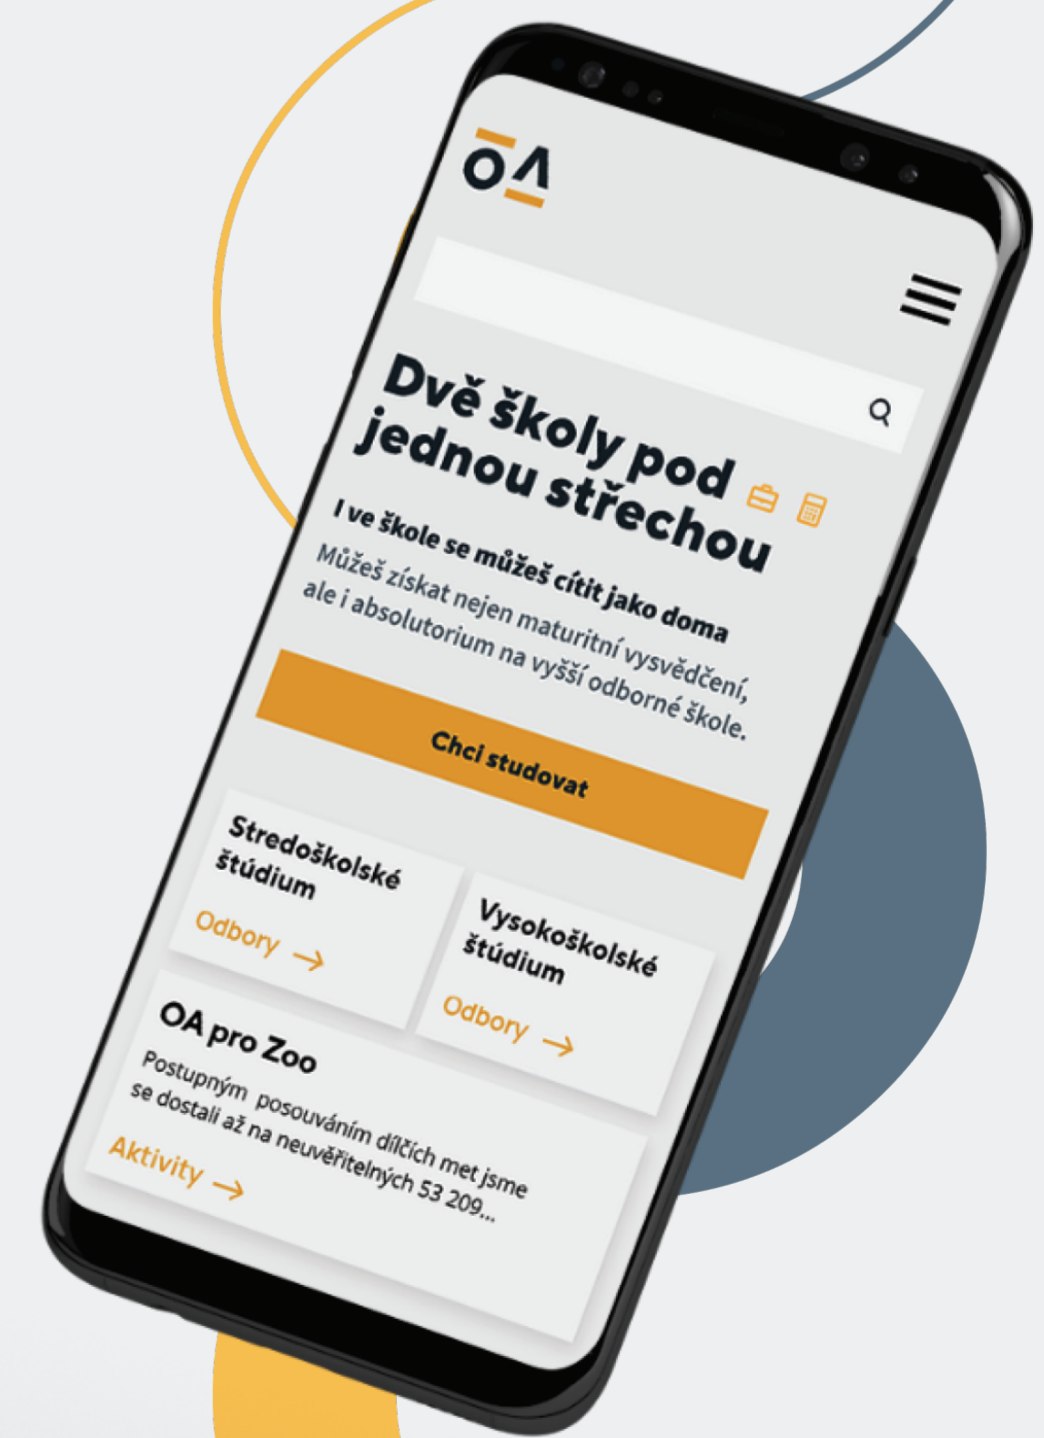 OA
Dvě školy pod
jednou střechou
I ve škole se můžeš cítit jako doma
Můžeš získat nejen maturitní vysvědčení,
ale i absolutorium na vyšší odborné škole.
Chci studovat
Stredoškolské
štúdium
Odbory →
Vysokoškolské
štúdium
Odbory →
OA pro Zoo
Postupným posouváním dílčích met jsme
se dostali až na neuvěřitelných 53 209...
Aktivity →